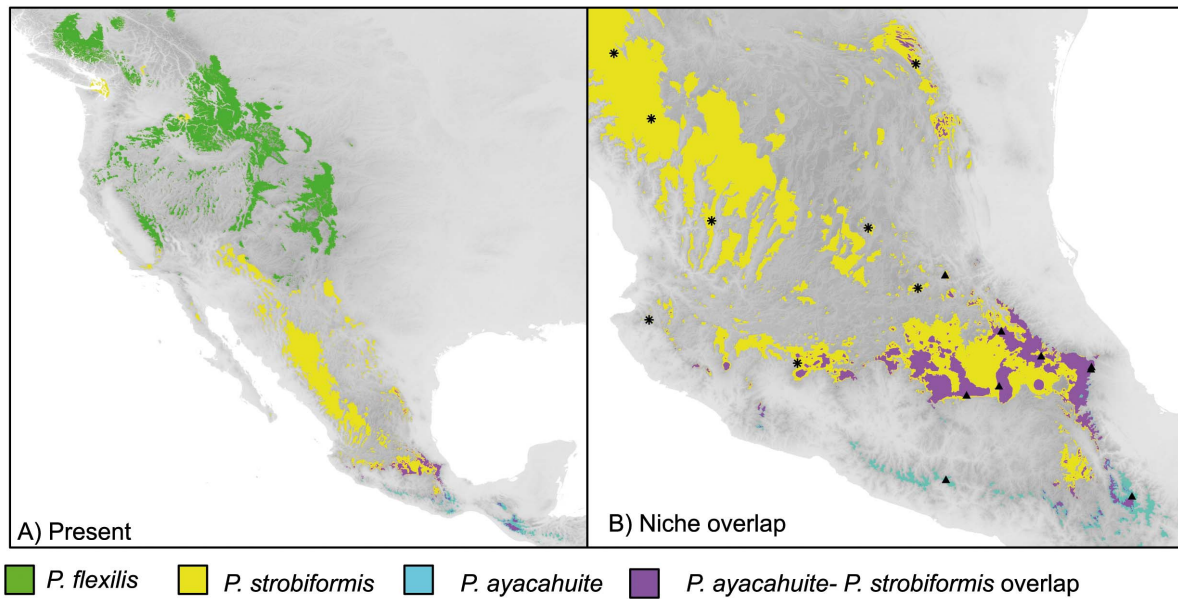 A) Present
B) Niche overlap
P. flexilis
P. strobiformis
P. ayacahuite
P. ayacahuite- P. strobiformis overlap